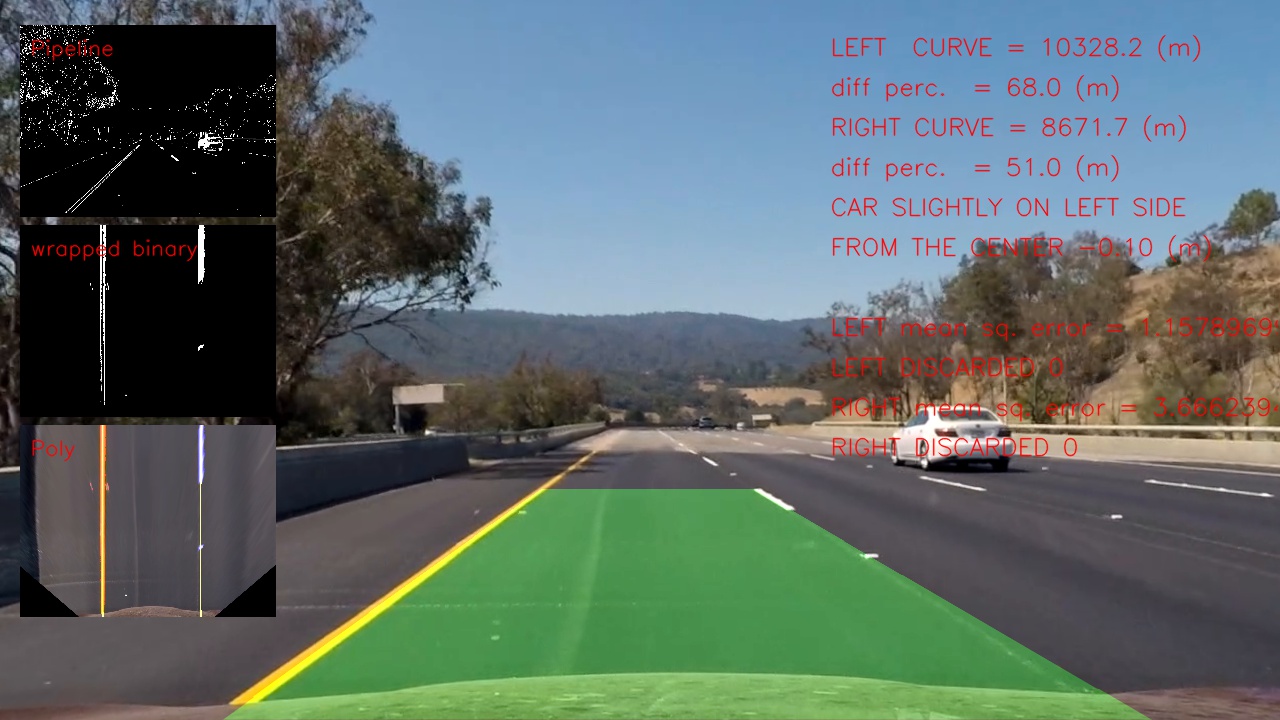 Pipeline
wrapped binary
Poly
LEFT CURVE = 10328.2 (m)
diff perc. = 68.0 (m)
RIGHT CURVE = 8671.7 (m)
diff perc. = 51.0 (m)
CAR SLIGHTLY ON LEFT SIDE
FROM THE CENTER -0.10 (m)
LEFT mean sq. error = 1.1578969
LEFT DISCARDED 0
RIGHT mean sq. error = 3.666239
RIGHT DISCARDED 0